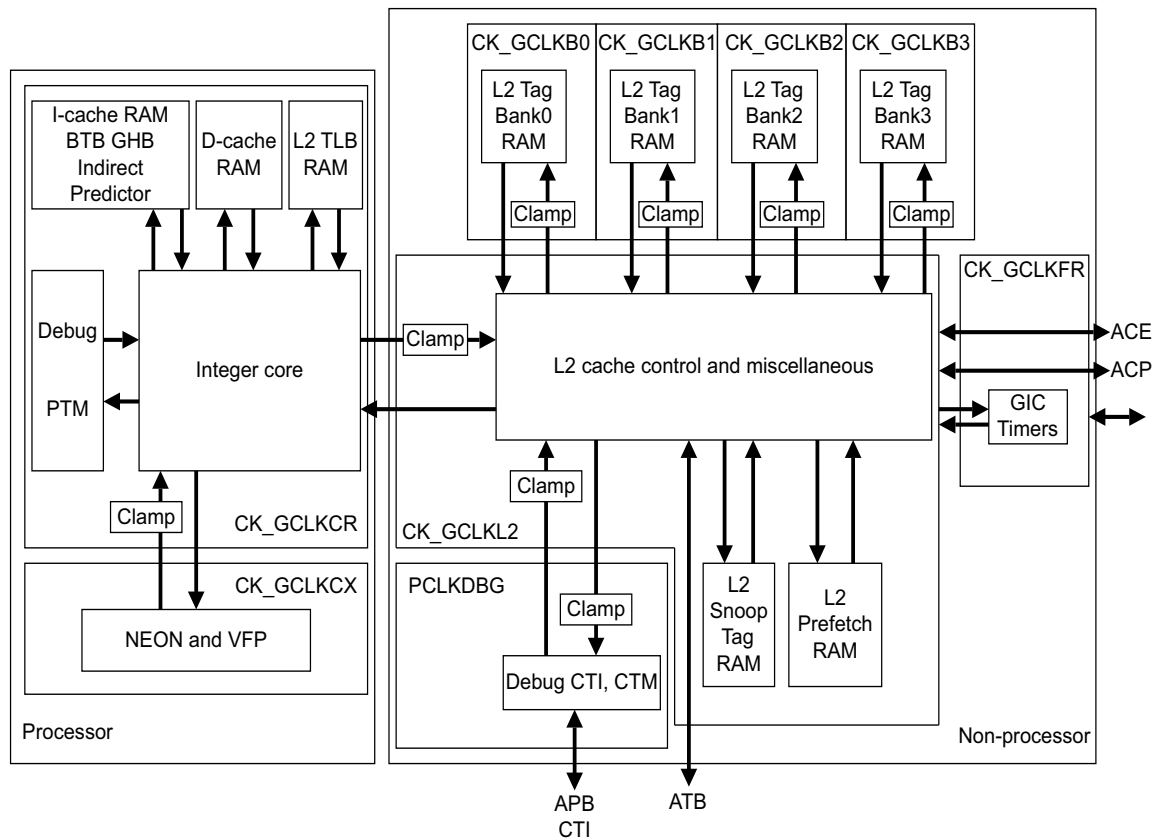 CK_GCLKB0
CK_GCLKB1
CK_GCLKB2
CK_GCLKB3
L2 Tag
Bank0
RAM
L2 Tag
Bank1
RAM
L2 Tag
Bank2
RAM
L2 Tag
Bank3
RAM
Clamp
Clamp
Clamp
Clamp
I-cache RAM
BTB GHB
Indirect
Predictor
D-cache
RAM
L2 TLB
RAM
Debug
PTM
Integer core
Clamp
CK_GCLKCR
Clamp
L2 cache control and miscellaneous
CK_GCLKFR
ACE
ACP
GIC
Timers
Clamp
CK_GCLKL2
CK_GCLKCX
NEON and VFP
Processor
PCLKDBG
Clamp
Debug CTI, CTM
L2
Snoop
Tag
RAM
L2
Prefetch
RAM
Non-processor
APB
CTI
ATB